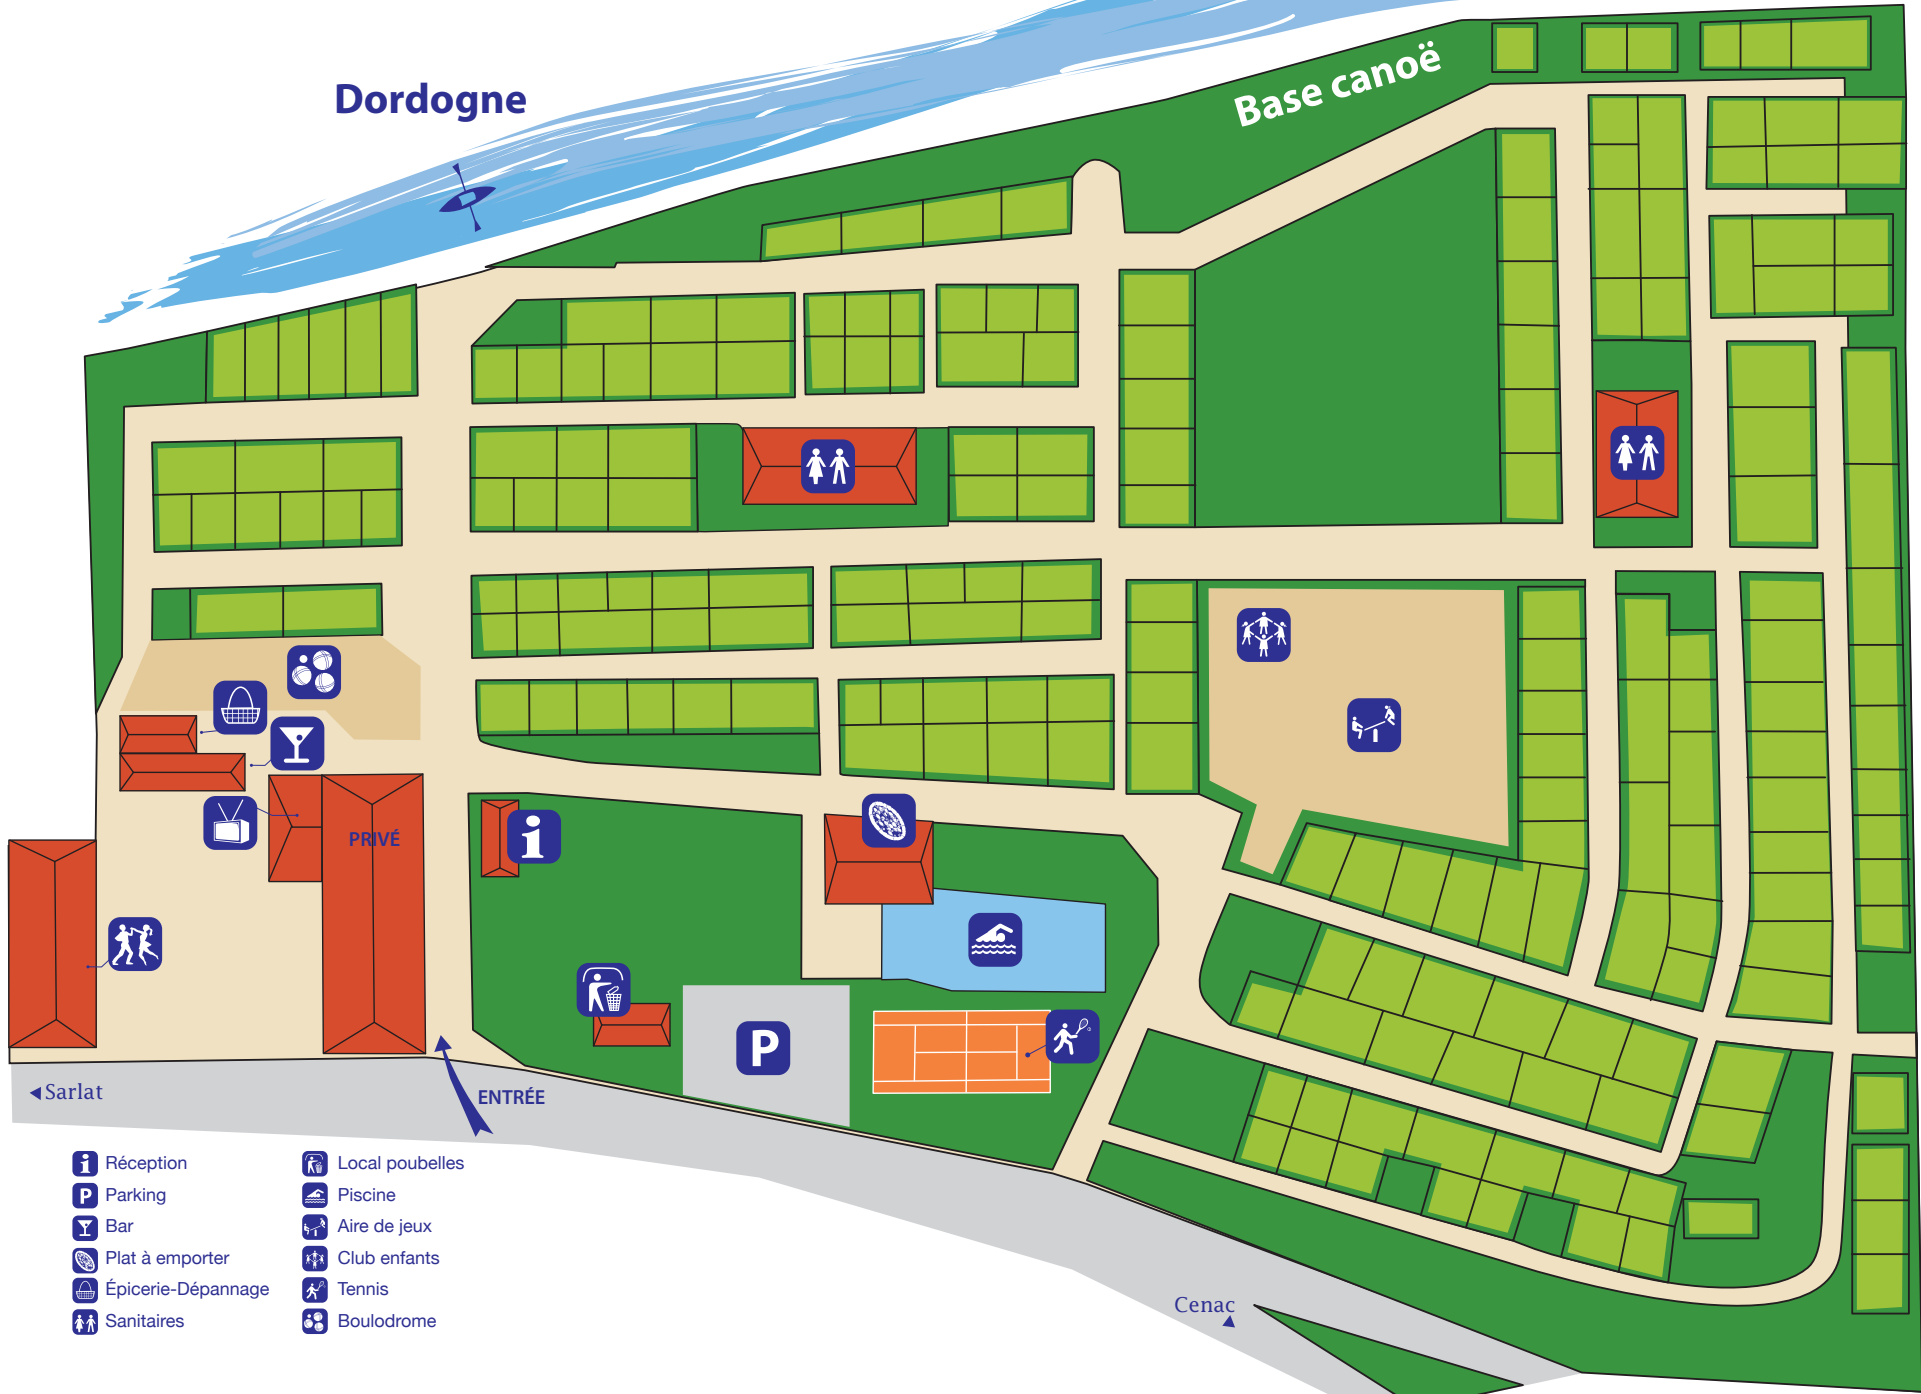 Dordogne
Base canoë
PRIVÉ
i
P
◄Sarlat
ENTRÉE
i Réception
P Parking
Bar
Plat à emporter
Épicerie-Dépannage
Sanitaires
Local poubelles
Piscine
Aire de jeux
Club enfants
Tennis
Boulodrome
Cenac